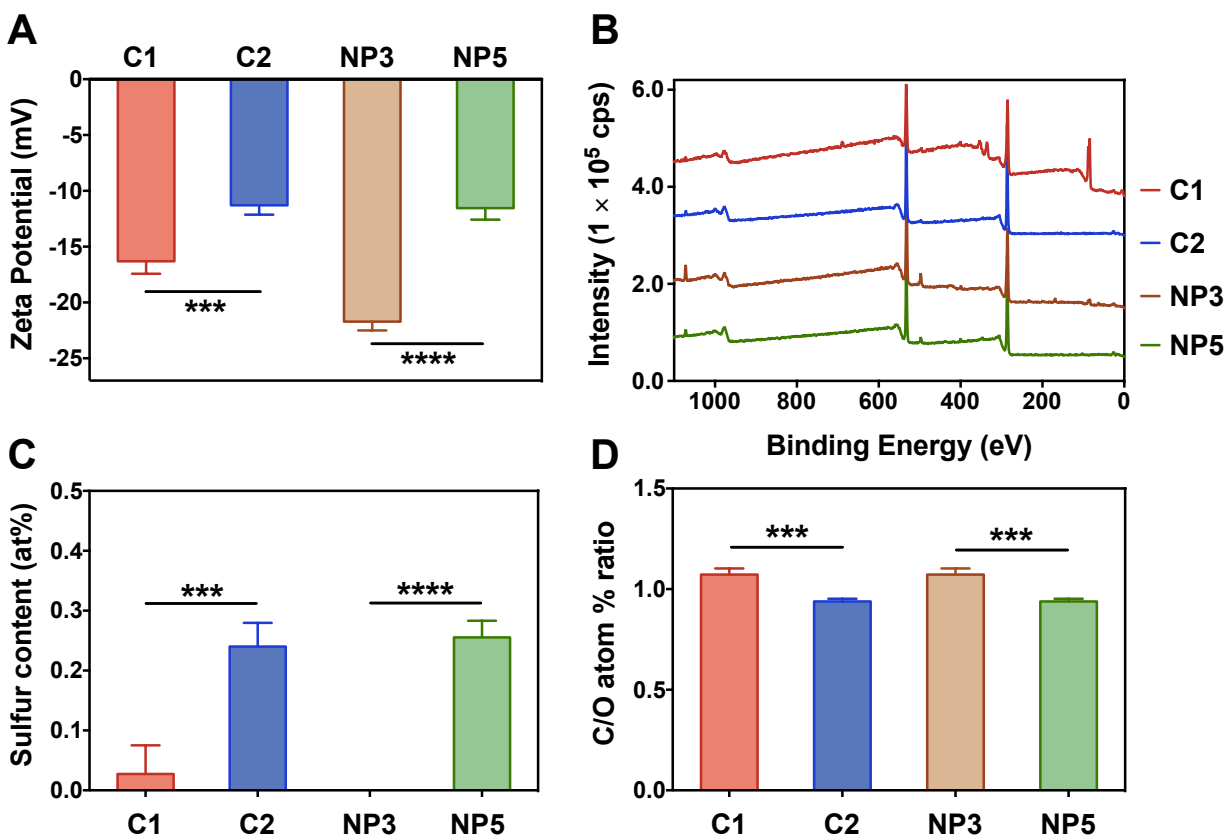 A
C1 C2 NP3 NP5
0
-5
-10
-15
-20
-25
Zeta Potential (mV)
***
****
B
6.0
4.0
2.0
0.0
Intensity (1 × 10⁵ cps)
1000 800 600 400 200 0
Binding Energy (eV)
C1
C2
NP3
NP5
C
0.5
0.4
0.3
0.2
0.1
0.0
Sulfur content (at%)
***
****
C1 C2 NP3 NP5
D
1.5
1.0
0.5
0.0
C/O atom % ratio
***
***
C1 C2 NP3 NP5